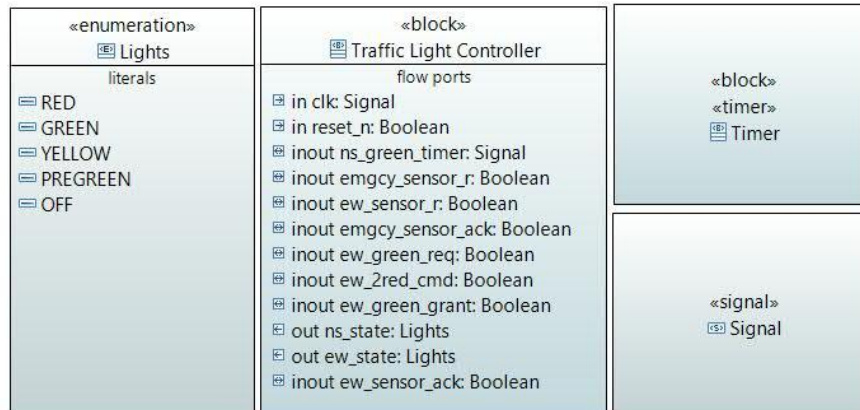 «enumeration»
Lights
literals
RED
GREEN
YELLOW
PREGREEN
OFF
«block»
Traffic Light Controller
flow ports
in clk: Signal
in reset_n: Boolean
inout ns_green_timer: Signal
inout emgcy_sensor_r: Boolean
inout ew_sensor_r: Boolean
inout emgcy_sensor_ack: Boolean
inout ew_green_req: Boolean
inout ew_2red_cmd: Boolean
inout ew_green_grant: Boolean
out ns_state: Lights
out ew_state: Lights
inout ew_sensor_ack: Boolean
«block»
«timer»
Timer
«signal»
Signal